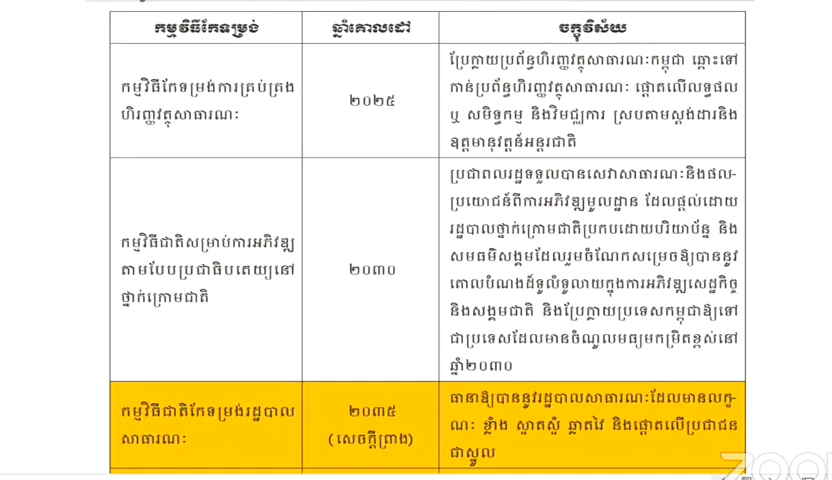 កម្មវិធីកែទម្រង់
ឆ្នាំគោលដៅ
ចក្ខុវិស័យ
កម្មវិធីកែទម្រង់ការគ្រប់គ្រង
ហិរញ្ញវត្ថុសាធារណៈ
២០២៥
ប្រែក្លាយប្រព័ន្ធហិរញ្ញវត្ថុសាធារណៈកម្ពុជា ឆ្ពោះទៅ
កាន់ប្រព័ន្ធហិរញ្ញវត្ថុសាធារណៈ ផ្តោតលើលទ្ធផល
ឬ សមិទ្ធកម្ម និងវិមជ្ឈការ ស្របតាមស្តង់ដារនិង
ឧត្តមានុវត្តន៍អន្តរជាតិ
កម្មវិធីជាតិសម្រាប់ការអភិវឌ្ឍ
តាមបែបប្រជាធិបតេយ្យនៅ
ថ្នាក់ក្រោមជាតិ
២០៣០
ប្រជាពលរដ្ឋទទួលបានសេវាសាធារណៈនិងផល-
ប្រយោជន៍ពីការអភិវឌ្ឍមូលដ្ឋាន ដែលផ្តល់ដោយ
រដ្ឋបាលថ្នាក់ក្រោមជាតិប្រកបដោយបរិយាប័ន្ន និង
សមធម៌សង្គមដែលរួមចំណែកសម្រេចឱ្យបាននូវ
គោលបំណងដ៏ទូលំទូលាយក្នុងការអភិវឌ្ឍសេដ្ឋកិច្ច
និងសង្គមជាតិ និងប្រែក្លាយប្រទេសកម្ពុជាឱ្យទៅ
ជាប្រទេសដែលមានចំណូលមធ្យមកម្រិតខ្ពស់នៅ
ឆ្នាំ២០៣០
កម្មវិធីជាតិកែទម្រង់រដ្ឋបាល
សាធារណៈ
២០៣៥
(សេចក្តីព្រាង)
ធានាឱ្យបាននូវរដ្ឋបាលសាធារណៈដែលមានលក្ខ-
ណៈ ខ្លាំង ស្អាតស្អំ ឆ្លាតវៃ និងផ្តោតលើប្រជាជន
ជាស្នូល